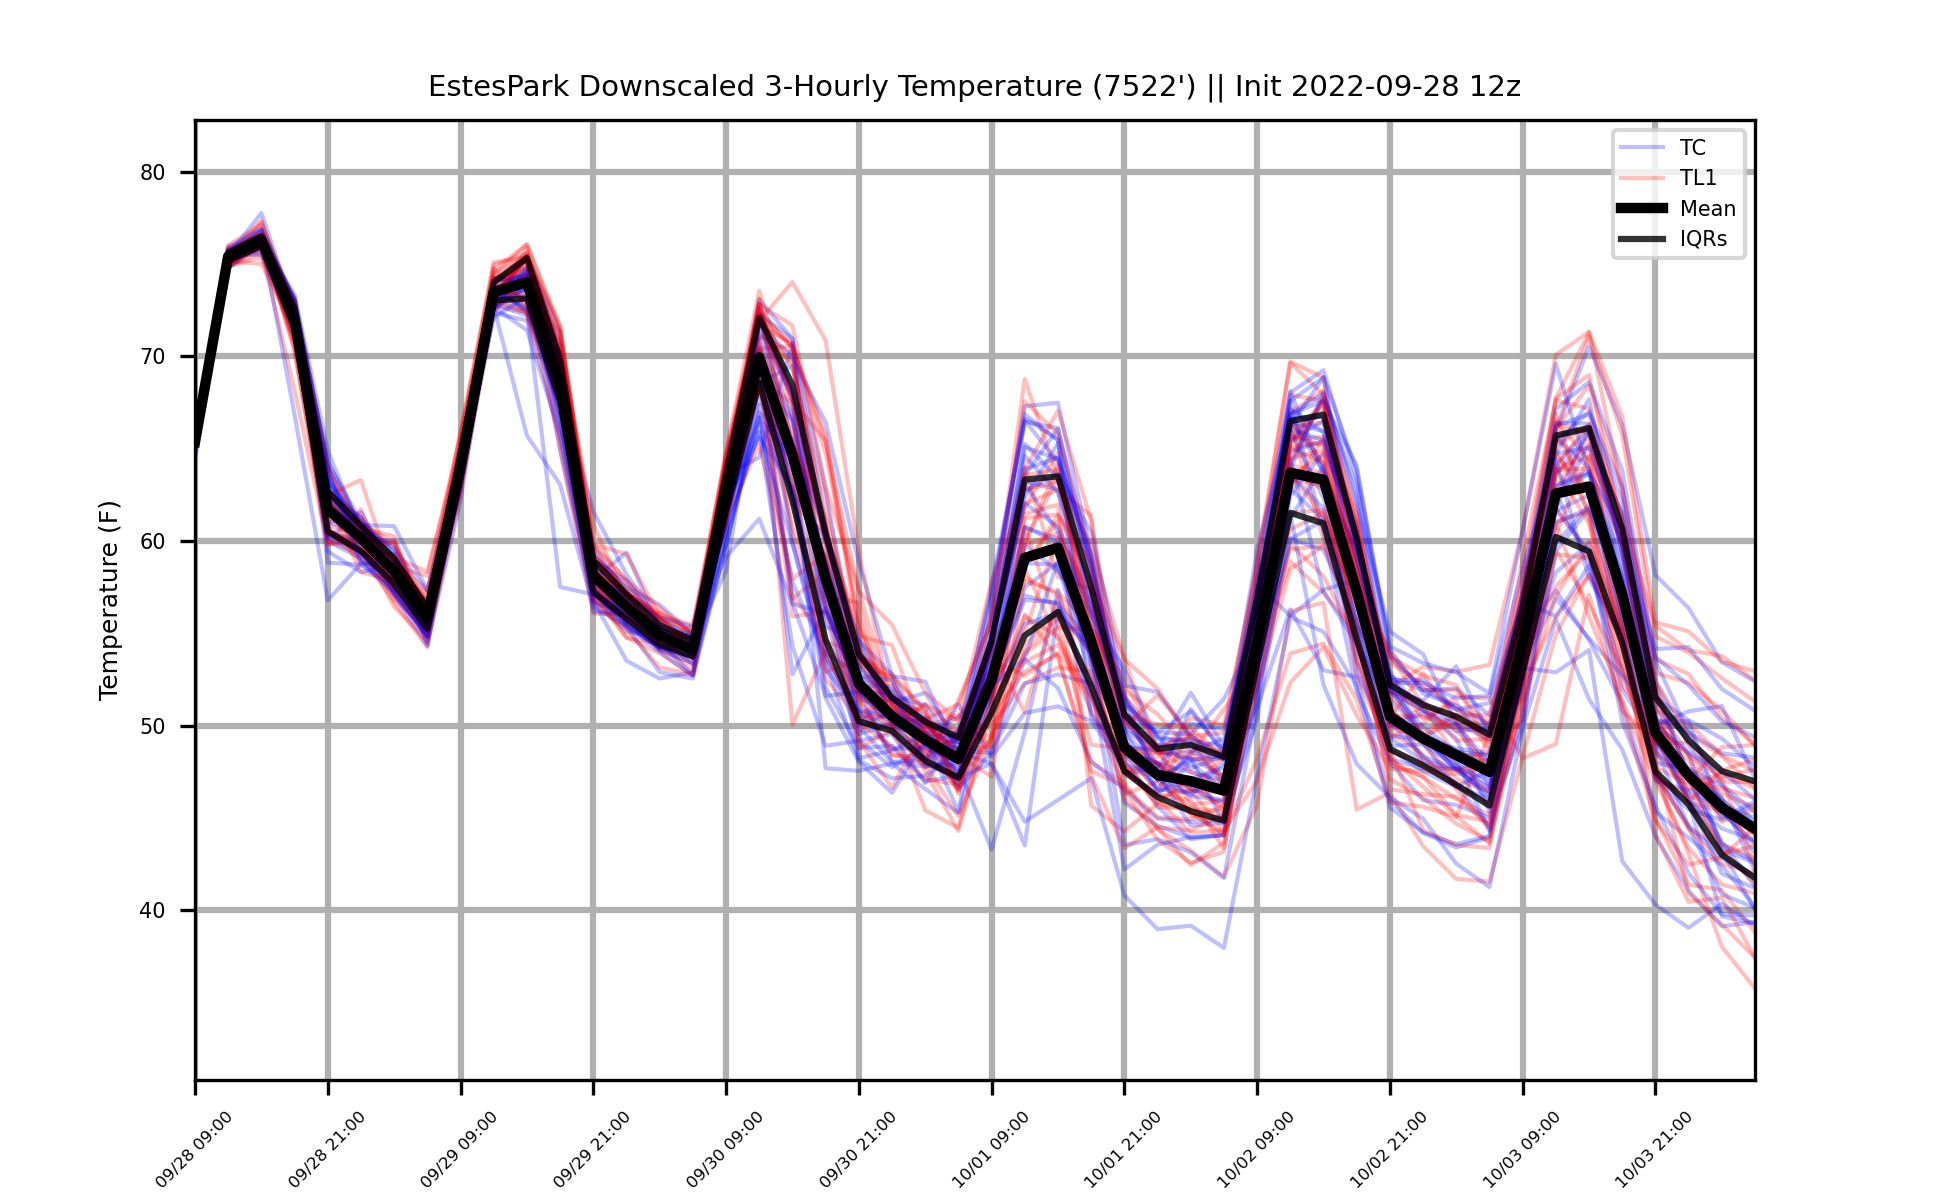 EstesPark Downscaled 3-Hourly Temperature (7522') || Init 2022-09-28 12z
TC
TL1
Mean
IQRs
Temperature (F)
80
70
60
50
40
09/28 09:00
09/28 21:00
09/29 09:00
09/29 21:00
09/30 09:00
09/30 21:00
10/01 09:00
10/01 21:00
10/02 09:00
10/02 21:00
10/03 09:00
10/03 21:00